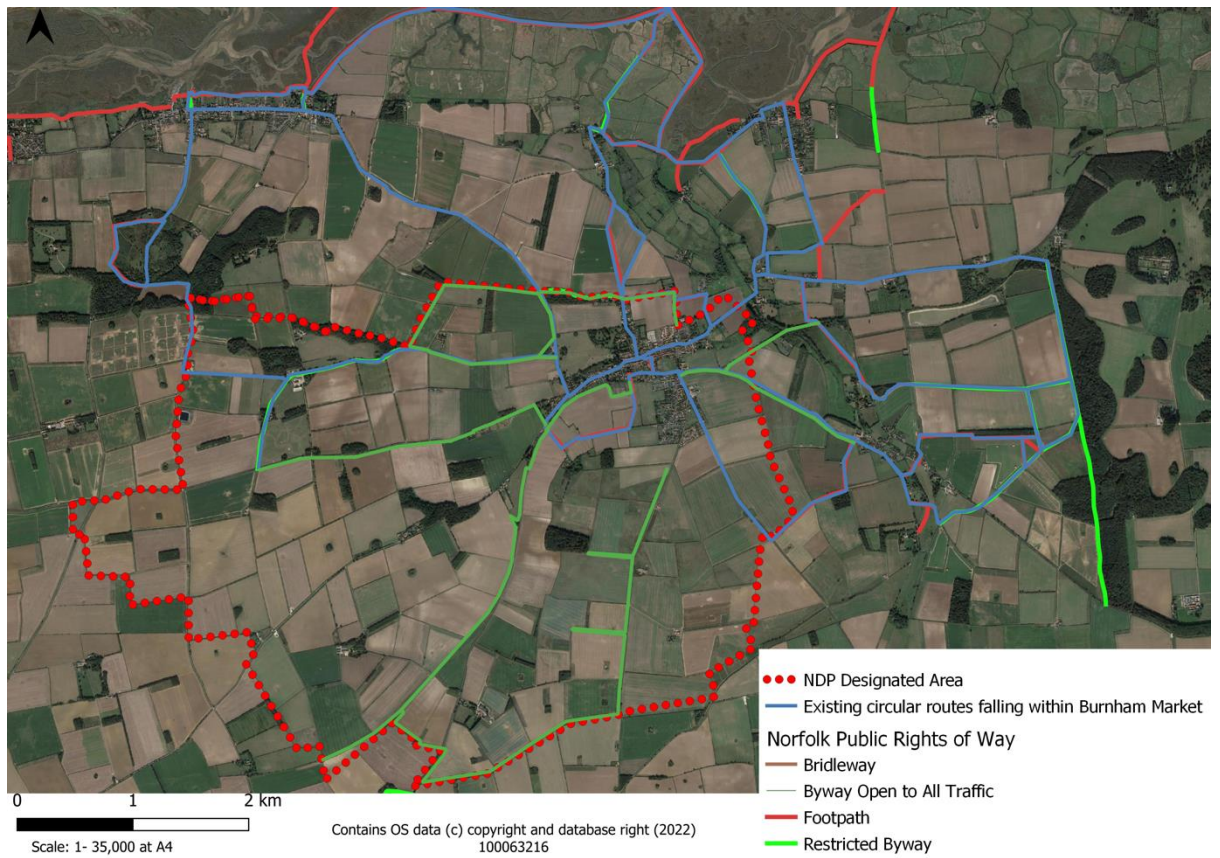 NDP Designated Area
Existing circular routes falling within Burnham Market
Norfolk Public Rights of Way
Bridleway
Byway Open to All Traffic
Footpath
Restricted Byway
0 1 2 km
Scale: 1- 35,000 at A4
Contains OS data (c) copyright and database right (2022)
100063216